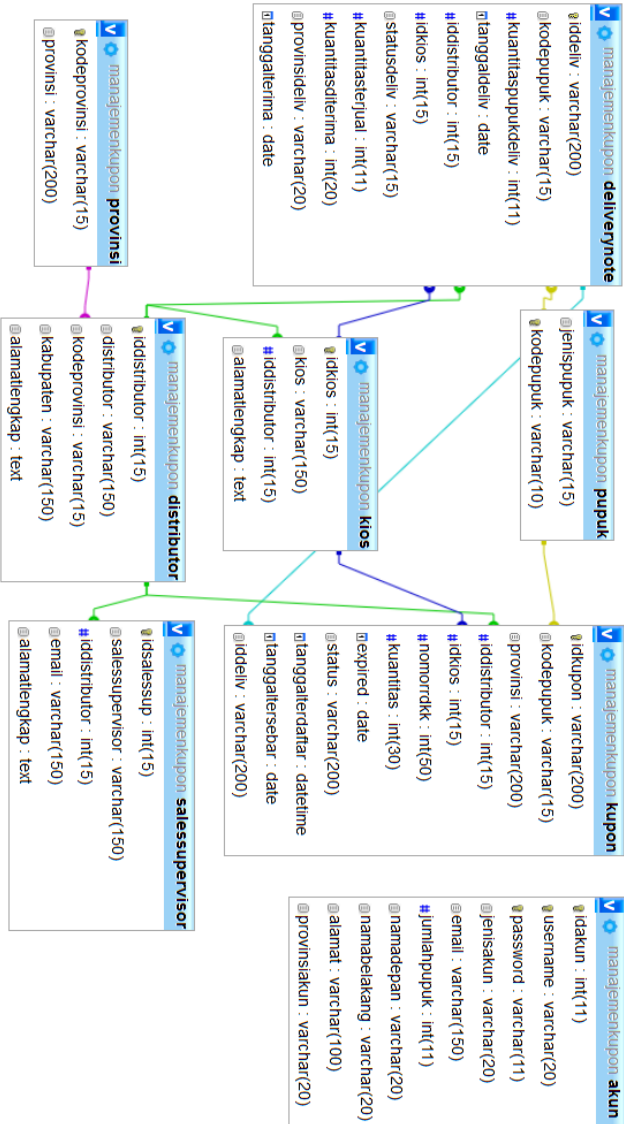 manajemenkupon deliverynote
iddeliv : varchar(200)
kodepupuk : varchar(15)
kuantitaspupukdeliv : int(11)
tanggaldeliv : date
iddistributor : int(15)
idkios : int(15)
statusdeliv : varchar(15)
kuantitasterjual : int(11)
kuantitasditerima : int(20)
provinsideliv : varchar(20)
tanggalterima : date
manajemenkupon pupuk
jenispupuk : varchar(15)
kodepupuk : varchar(10)
manajemenkupon kupon
idkupon : varchar(200)
kodepupuk : varchar(15)
provinsi : varchar(200)
iddistributor : int(15)
idkios : int(15)
nomorrdkk : int(50)
kuantitas : int(30)
expired : date
status : varchar(200)
tanggalterdaftar : datetime
tanggaltersebar : date
iddeliv : varchar(200)
manajemenkupon akun
idakun : int(11)
username : varchar(20)
password : varchar(11)
jenisakun : varchar(20)
email : varchar(150)
jumlahpupuk : int(11)
namadepan : varchar(20)
namabelakang : varchar(20)
alamat : varchar(100)
provinsiakun : varchar(20)
manajemenkupon kios
idkios : int(15)
kios : varchar(150)
iddistributor : int(15)
alamatlengkap : text
manajemenkupon provinsi
kodeprovinsi : varchar(15)
provinsi : varchar(200)
manajemenkupon distributor
iddistributor : int(15)
distributor : varchar(150)
kodeprovinsi : varchar(15)
kabupaten : varchar(150)
alamatlengkap : text
manajemenkupon salessupervisor
idsalessup : int(15)
salessupervisor : varchar(150)
iddistributor : int(15)
email : varchar(150)
alamatlengkap : text